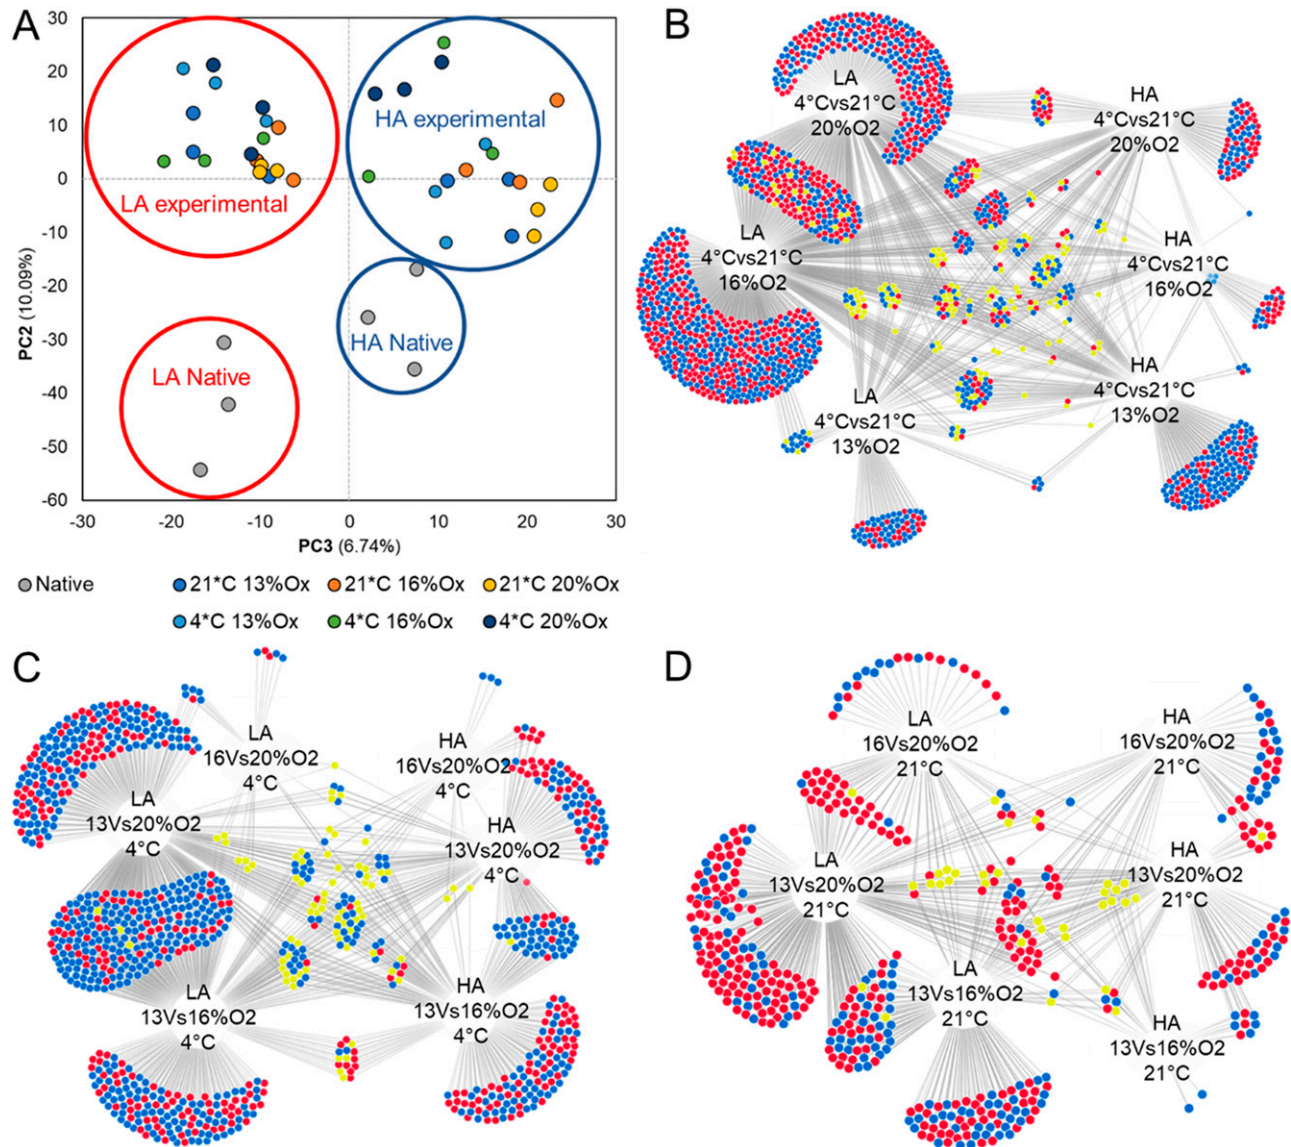 A
30
20
10
0
-10
-20
-30
-40
-50
-60
PC2 (10.09%)
HA experimental
LA experimental
HA Native
LA Native
-30 -20 -10 0 10 20 30
PC3 (6.74%)
Native 21*C 13%Ox 21*C 16%Ox 21*C 20%Ox
4*C 13%Ox 4*C 16%Ox 4*C 20%Ox
B
LA
4°Cvs21°C
20%O2
HA
4°Cvs21°C
20%O2
LA
4°Cvs21°C
16%O2
HA
4°Cvs21°C
16%O2
LA
4°Cvs21°C
13%O2
HA
4°Cvs21°C
13%O2
C
LA
16Vs20%O2
4°C
HA
16Vs20%O2
4°C
LA
13Vs20%O2
4°C
HA
13Vs20%O2
4°C
LA
13Vs16%O2
4°C
HA
13Vs16%O2
4°C
D
LA
16Vs20%O2
21°C
HA
16Vs20%O2
21°C
LA
13Vs20%O2
21°C
HA
13Vs20%O2
21°C
LA
13Vs16%O2
21°C
HA
13Vs16%O2
21°C